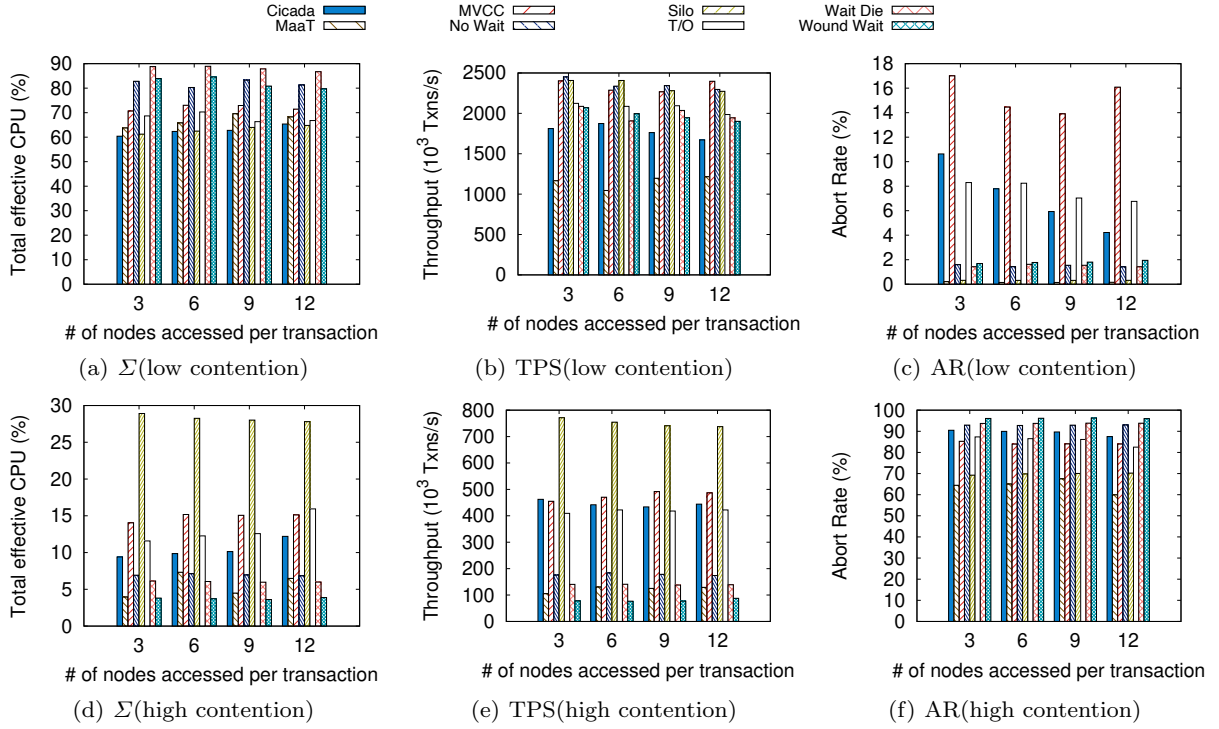 Cicada MVCC Silo Wait Die
MaaT No Wait T/O Wound Wait
Total effective CPU (%)
90
80
70
60
50
40
30
20
10
0
3 6 9 12
# of nodes accessed per transaction
(a) Σ(low contention)
Throughput (10³ Txns/s)
2500
2000
1500
1000
500
0
3 6 9 12
# of nodes accessed per transaction
(b) TPS(low contention)
Abort Rate (%)
18
16
14
12
10
8
6
4
2
0
3 6 9 12
# of nodes accessed per transaction
(c) AR(low contention)
Total effective CPU (%)
30
25
20
15
10
5
0
3 6 9 12
# of nodes accessed per transaction
(d) Σ(high contention)
Throughput (10³ Txns/s)
800
700
600
500
400
300
200
100
0
3 6 9 12
# of nodes accessed per transaction
(e) TPS(high contention)
Abort Rate (%)
100
90
80
70
60
50
40
30
20
10
0
3 6 9 12
# of nodes accessed per transaction
(f) AR(high contention)